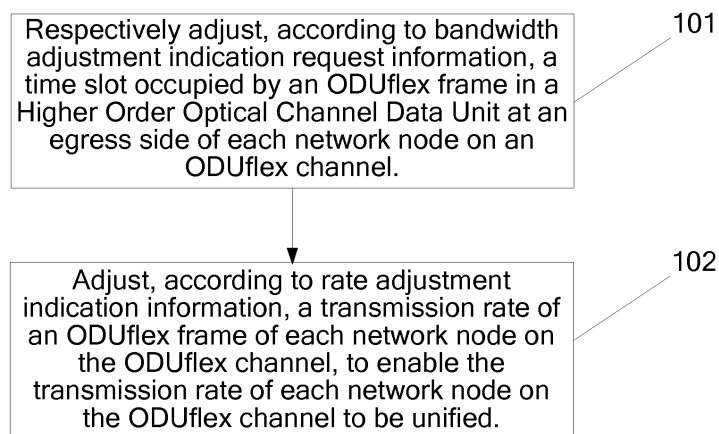 101
Respectively adjust, according to bandwidth
adjustment indication request information, a
time slot occupied by an ODUflex frame in a
Higher Order Optical Channel Data Unit at an
egress side of each network node on an
ODUflex channel.
102
Adjust, according to rate adjustment
indication information, a transmission rate of
an ODUflex frame of each network node on
the ODUflex channel, to enable the
transmission rate of each network node on
the ODUflex channel to be unified.